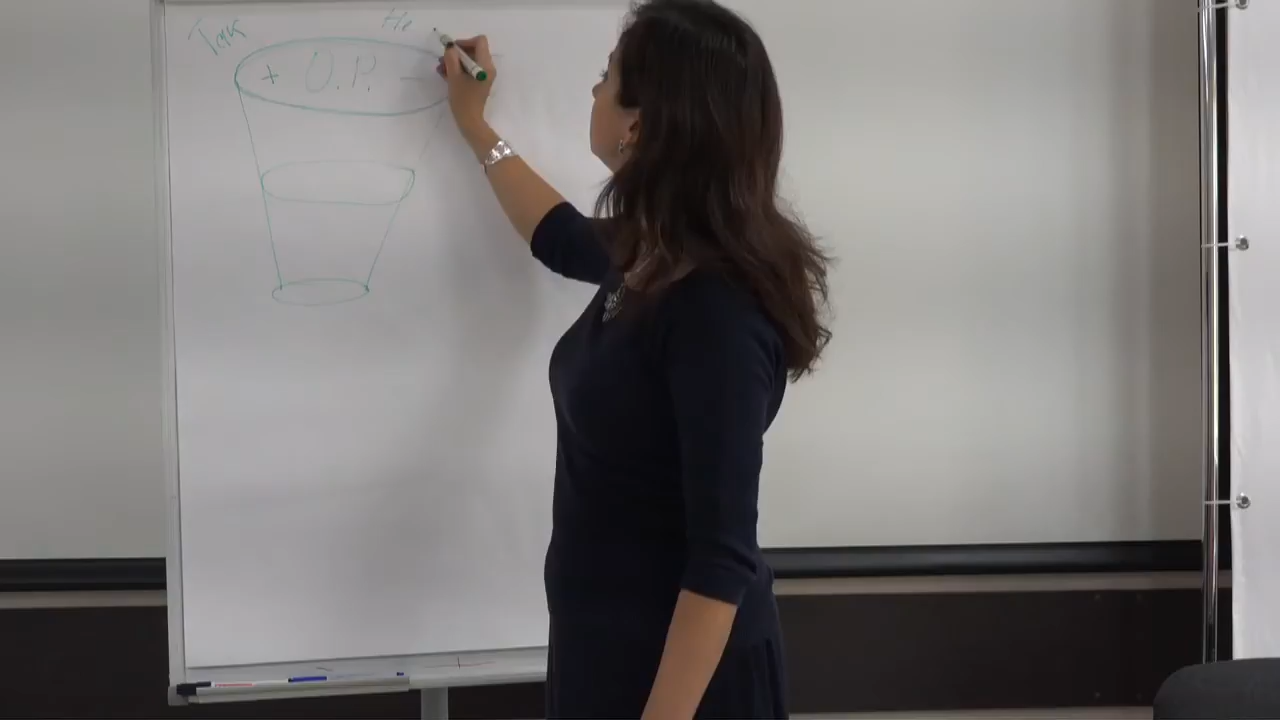 Так Не
+ О.Р. -